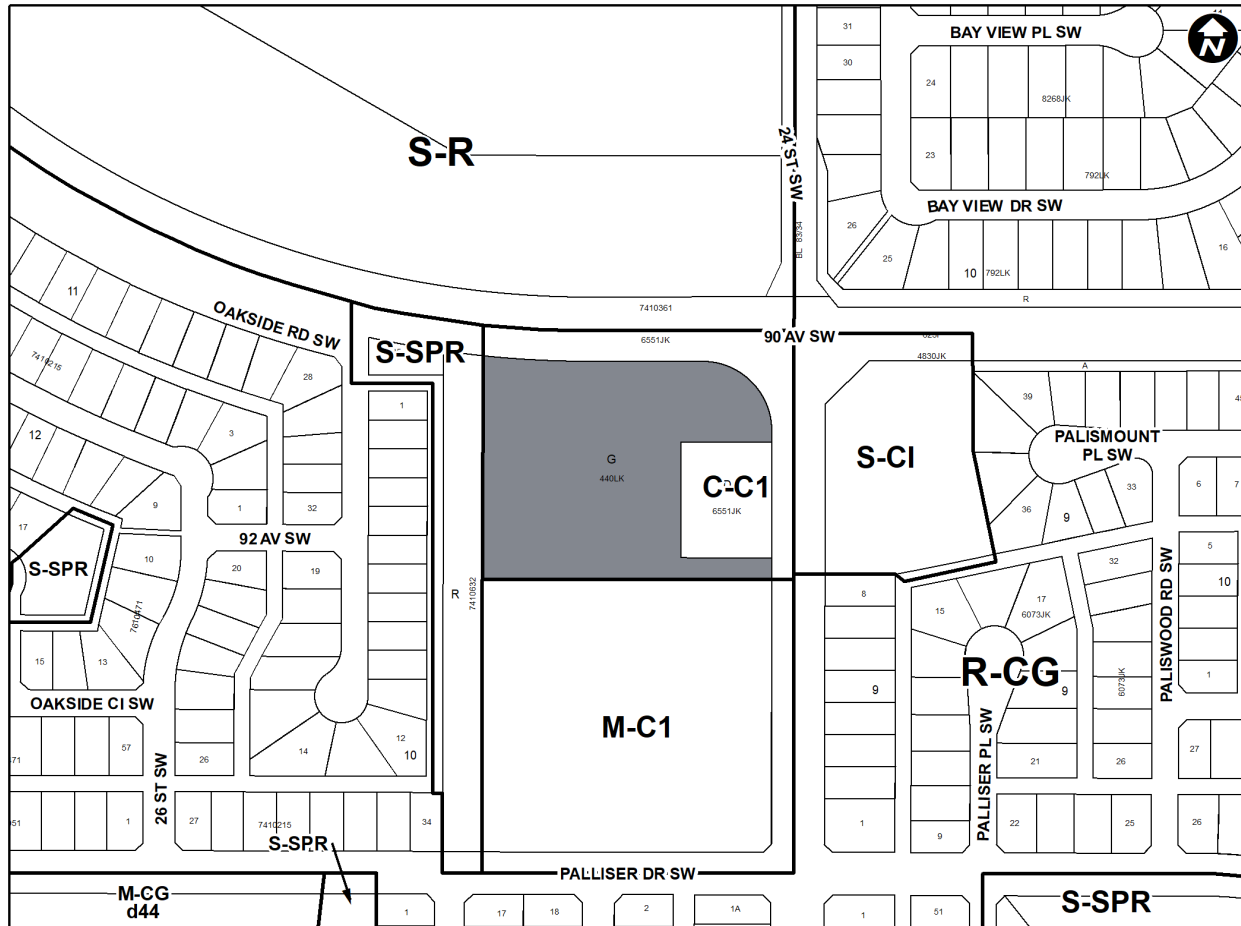 BAY VIEW PL SW
N
31
30
24
8268JK
S-R
24 ST SW
23
792LK
BAY VIEW DR SW
BL 83/34
26
25
10
792LK
16
11
R
7410361
OAKSIDE RD SW
6551JK
90 AV SW
4830JK
S-SPR
A
7410215
28
39
1
3
12
PALISMOUNT
PL SW
G
440LK
S-CI
C-C1
6551JK
33
6
7
9
1
32
36
9
17
92 AV SW
5
10
S-SPR
20
19
32
10
R
7410632
8
15
17
6073JK
7610471
PALISWOOD RD SW
15
13
R-CG
9
9
6073JK
1
OAKSIDE CI SW
M-C1
57
26 ST SW
26
14
12
10
21
26
27
PALLISER PL SW
1
27
7410215
34
1
9
22
25
26
S-SPR
PALLISER DR SW
M-CG
d44
S-SPR
1
17
18
2
1A
1
51